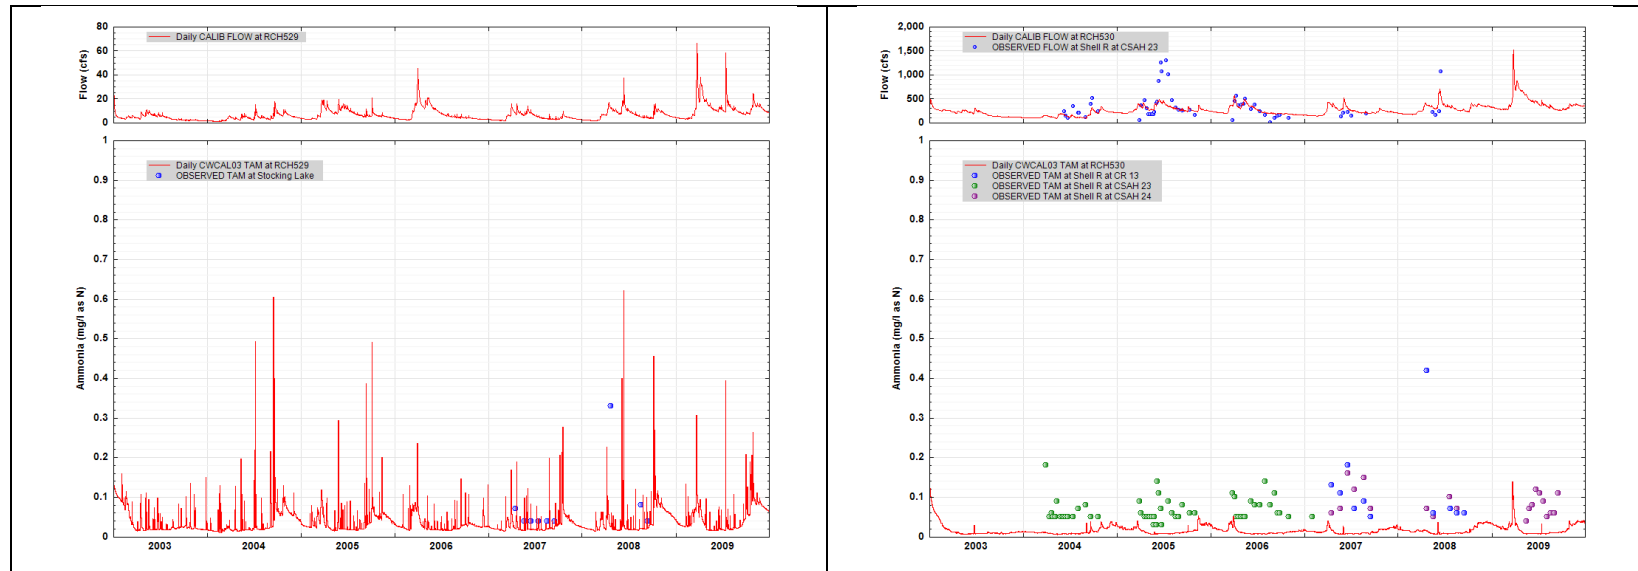 80
60
40
20
0
Flow (cfs)
Daily CALIB FLOW at RCH529
1
0.9
0.8
0.7
0.6
0.5
0.4
0.3
0.2
0.1
0
Ammonia (mg/l as N)
Daily CWCAL03 TAM at RCH529
OBSERVED TAM at Stocking Lake
2003 2004 2005 2006 2007 2008 2009
2,000
1,500
1,000
500
0
Flow (cfs)
Daily CALIB FLOW at RCH530
OBSERVED FLOW at Shell R at CSAH 23
1
0.9
0.8
0.7
0.6
0.5
0.4
0.3
0.2
0.1
0
Ammonia (mg/l as N)
Daily CWCAL03 TAM at RCH530
OBSERVED TAM at Shell R at CR 13
OBSERVED TAM at Shell R at CSAH 23
OBSERVED TAM at Shell R at CSAH 24
2003 2004 2005 2006 2007 2008 2009